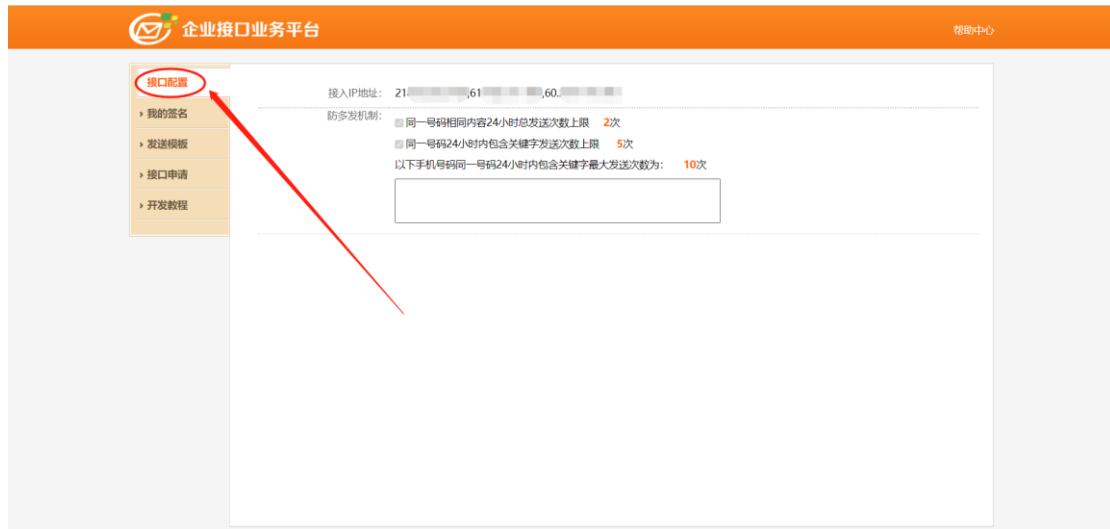 企业接口业务平台
帮助中心
接口配置
› 我的签名
› 发送模板
› 接口申请
› 开发教程
接入IP地址: 21 ,61 ,60.
防多发机制:
同一号码相同内容24小时总发送次数上限 2次
同一号码24小时内包含关键字发送次数上限 5次
以下手机号码同一号码24小时内包含关键字最大发送次数为: 10次